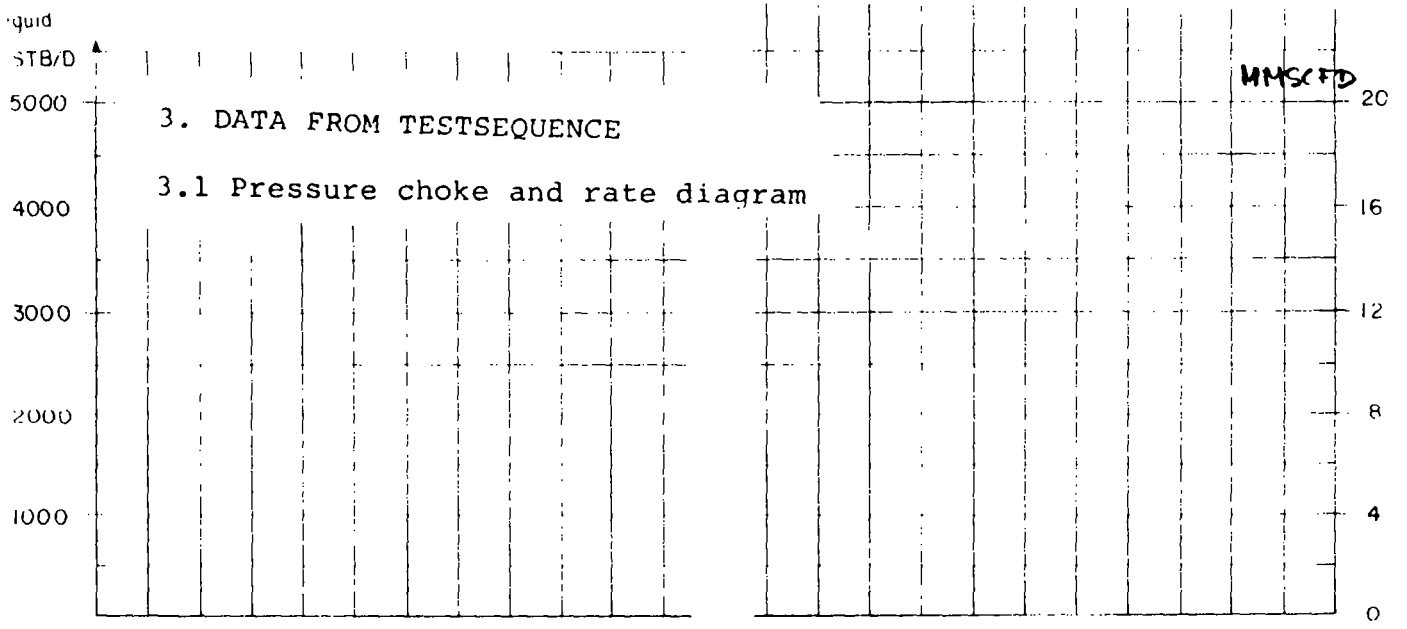 STB/D
MMSCFD
5000
20
3. DATA FROM TESTSEQUENCE
3.1 Pressure choke and rate diagram
4000
16
3000
12
2000
8
1000
4
0